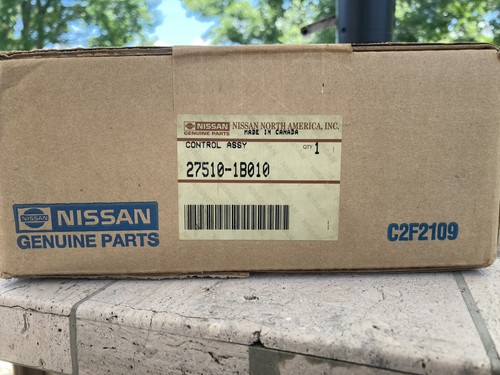 NISSAN NISSAN NORTH AMERICA, INC.
GENUINE PARTS MADE IN CANADA
CONTROL ASSY QTY 1
27510-1B010
NISSAN
GENUINE PARTS
C2F2109